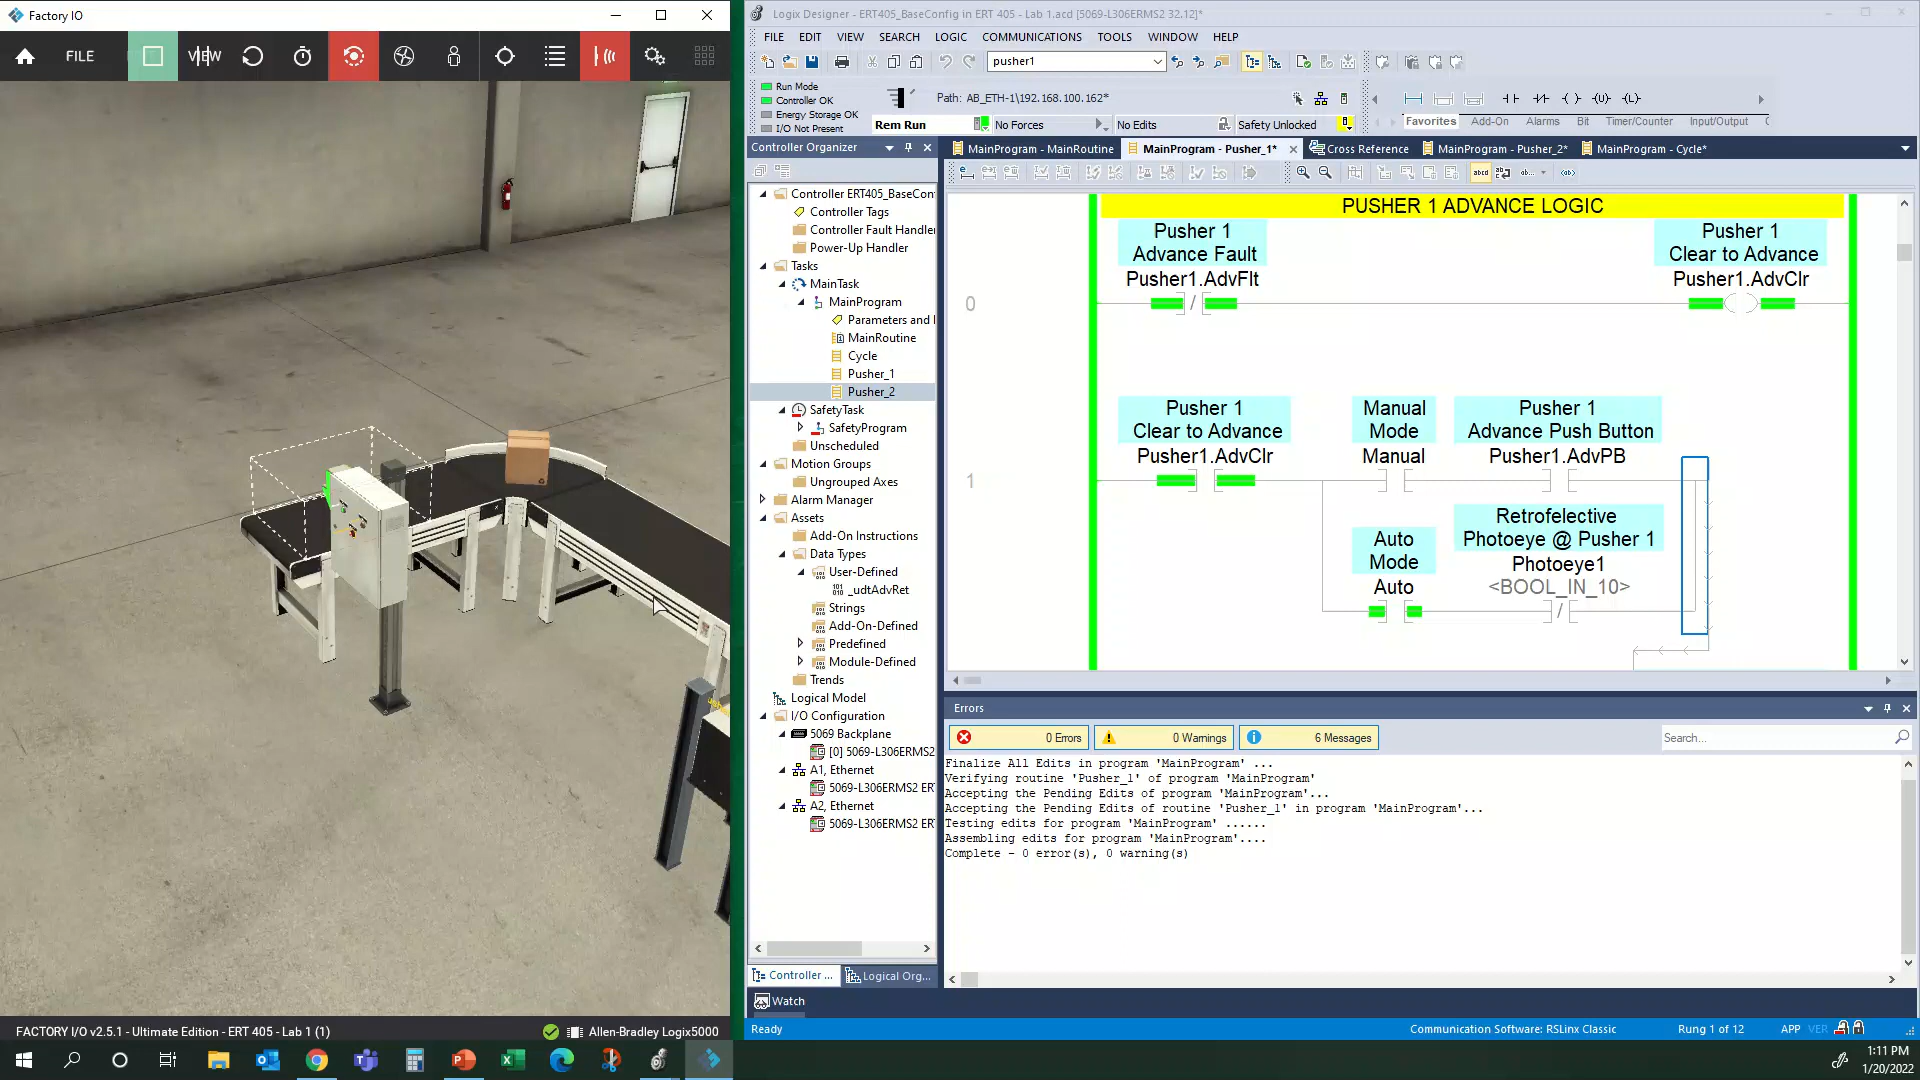 Factory IO
FILE
VIEW
FACTORY I/O v2.5.1 - Ultimate Edition - ERT 405 - Lab 1 (1)
Allen-Bradley Logix5000
Logix Designer - ERT405_BaseConfig in ERT 405 - Lab 1.acd [5069-L306ERMS2 32.12]*
FILE EDIT VIEW SEARCH LOGIC COMMUNICATIONS TOOLS WINDOW HELP
pusher1
Run Mode
Controller OK
Energy Storage OK
I/O Not Present
Path: AB_ETH-1\192.168.100.162*
Rem Run
No Forces
No Edits
Safety Unlocked
Favorites Add-On Alarms Bit Timer/Counter Input/Output
Controller Organizer
MainProgram - MainRoutine
MainProgram - Pusher_1*
Cross Reference
MainProgram - Pusher_2*
MainProgram - Cycle*
Controller ERT405_BaseConf
Controller Tags
Controller Fault Handler
Power-Up Handler
Tasks
MainTask
MainProgram
Parameters and
MainRoutine
Cycle
Pusher_1
Pusher_2
SafetyTask
SafetyProgram
Unscheduled
Motion Groups
Ungrouped Axes
Alarm Manager
Assets
Add-On Instructions
Data Types
User-Defined
_udtAdvRet
Strings
Add-On-Defined
Predefined
Module-Defined
Trends
Logical Model
I/O Configuration
5069 Backplane
[0] 5069-L306ERMS2
A1, Ethernet
5069-L306ERMS2 ER
A2, Ethernet
5069-L306ERMS2 ER
Controller ...
Logical Org...
PUSHER 1 ADVANCE LOGIC
Pusher 1
Advance Fault
Pusher1.AdvFlt
Pusher 1
Clear to Advance
Pusher1.AdvClr
0
Pusher 1
Clear to Advance
Pusher1.AdvClr
Manual
Mode
Manual
Pusher 1
Advance Push Button
Pusher1.AdvPB
1
Auto
Mode
Auto
Retrofelective
Photoeye @ Pusher 1
Photoeye1
<BOOL_IN_10>
Errors
0 Errors
0 Warnings
6 Messages
Search...
Finalize All Edits in program 'MainProgram' ...
Verifying routine 'Pusher_1' of program 'MainProgram'
Accepting the Pending Edits of program 'MainProgram'...
Accepting the Pending Edits of routine 'Pusher_1' in program 'MainProgram'...
Testing edits for program 'MainProgram' ......
Assembling edits for program 'MainProgram'....
Complete - 0 error(s), 0 warning(s)
Watch
Ready
Communication Software: RSLinx Classic
Rung 1 of 12
APP
VER
1:11 PM
1/20/2022